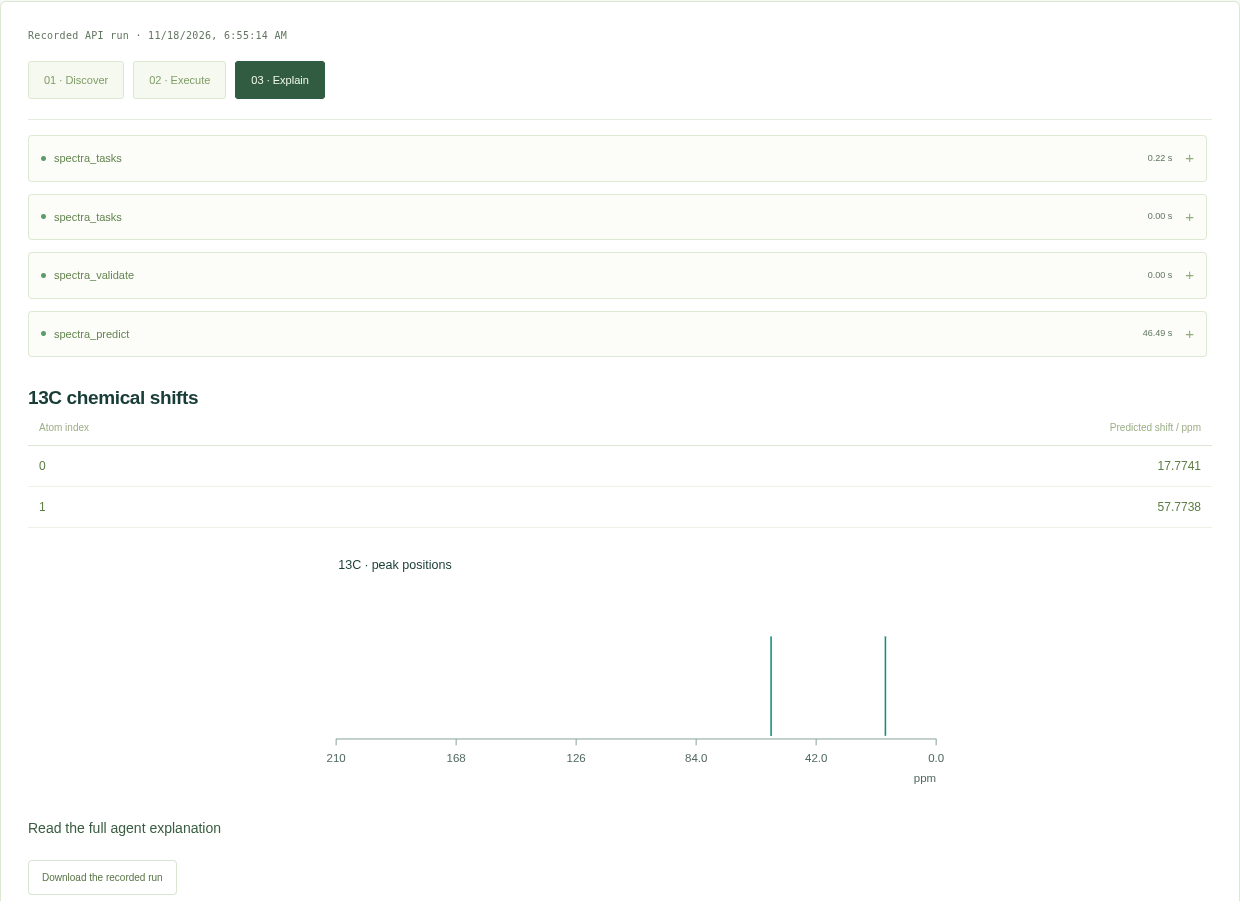 Recorded API run · 11/18/2026, 6:55:14 AM
01 · Discover 02 · Execute 03 · Explain
spectra_tasks 0.22 s +
spectra_tasks 0.00 s +
spectra_validate 0.00 s +
spectra_predict 46.49 s +
13C chemical shifts
Atom index Predicted shift / ppm
0 17.7741
1 57.7738
13C · peak positions
210 168 126 84.0 42.0 0.0
ppm
Read the full agent explanation
Download the recorded run